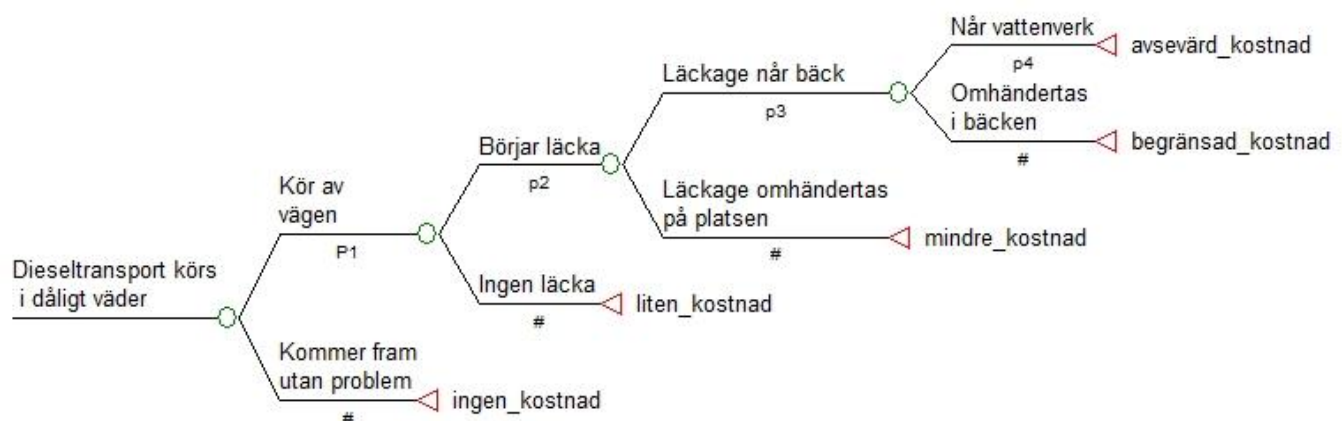 Når vattenverk
avsevärd_kostnad
p4
Läckage når bäck
p3
Omhändertas
i bäcken
begränsad_kostnad
#
Börjar läcka
p2
Läckage omhändertas
på platsen
mindre_kostnad
#
Kör av
vägen
P1
Ingen läcka
liten_kostnad
#
Dieseltransport körs
i dåligt väder
Kommer fram
utan problem
ingen_kostnad
#